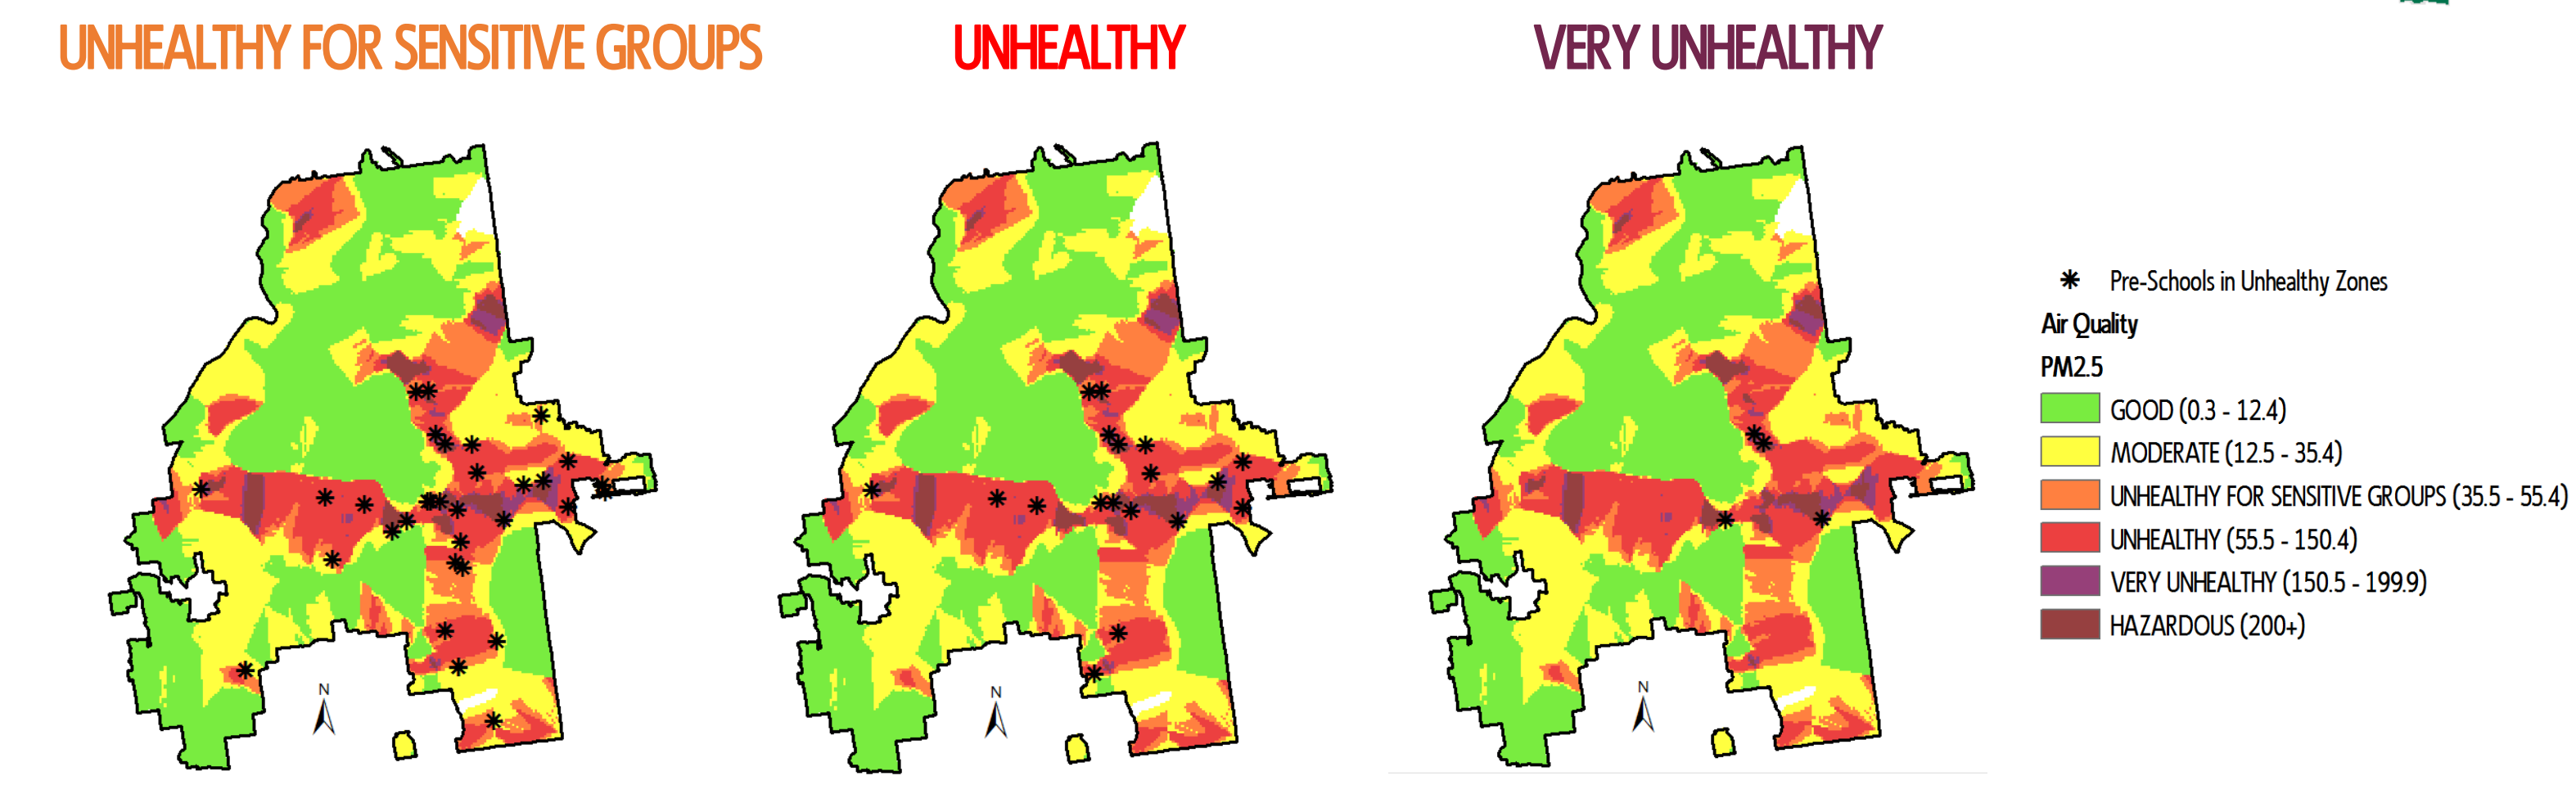 UNHEALTHY FOR SENSITIVE GROUPS
UNHEALTHY
VERY UNHEALTHY
N
N
N
Pre-Schools in Unhealthy Zones
Air Quality
PM2.5
GOOD (0.3 - 12.4)
MODERATE (12.5 - 35.4)
UNHEALTHY FOR SENSITIVE GROUPS (35.5 - 55.4)
UNHEALTHY (55.5 - 150.4)
VERY UNHEALTHY (150.5 - 199.9)
HAZARDOUS (200+)